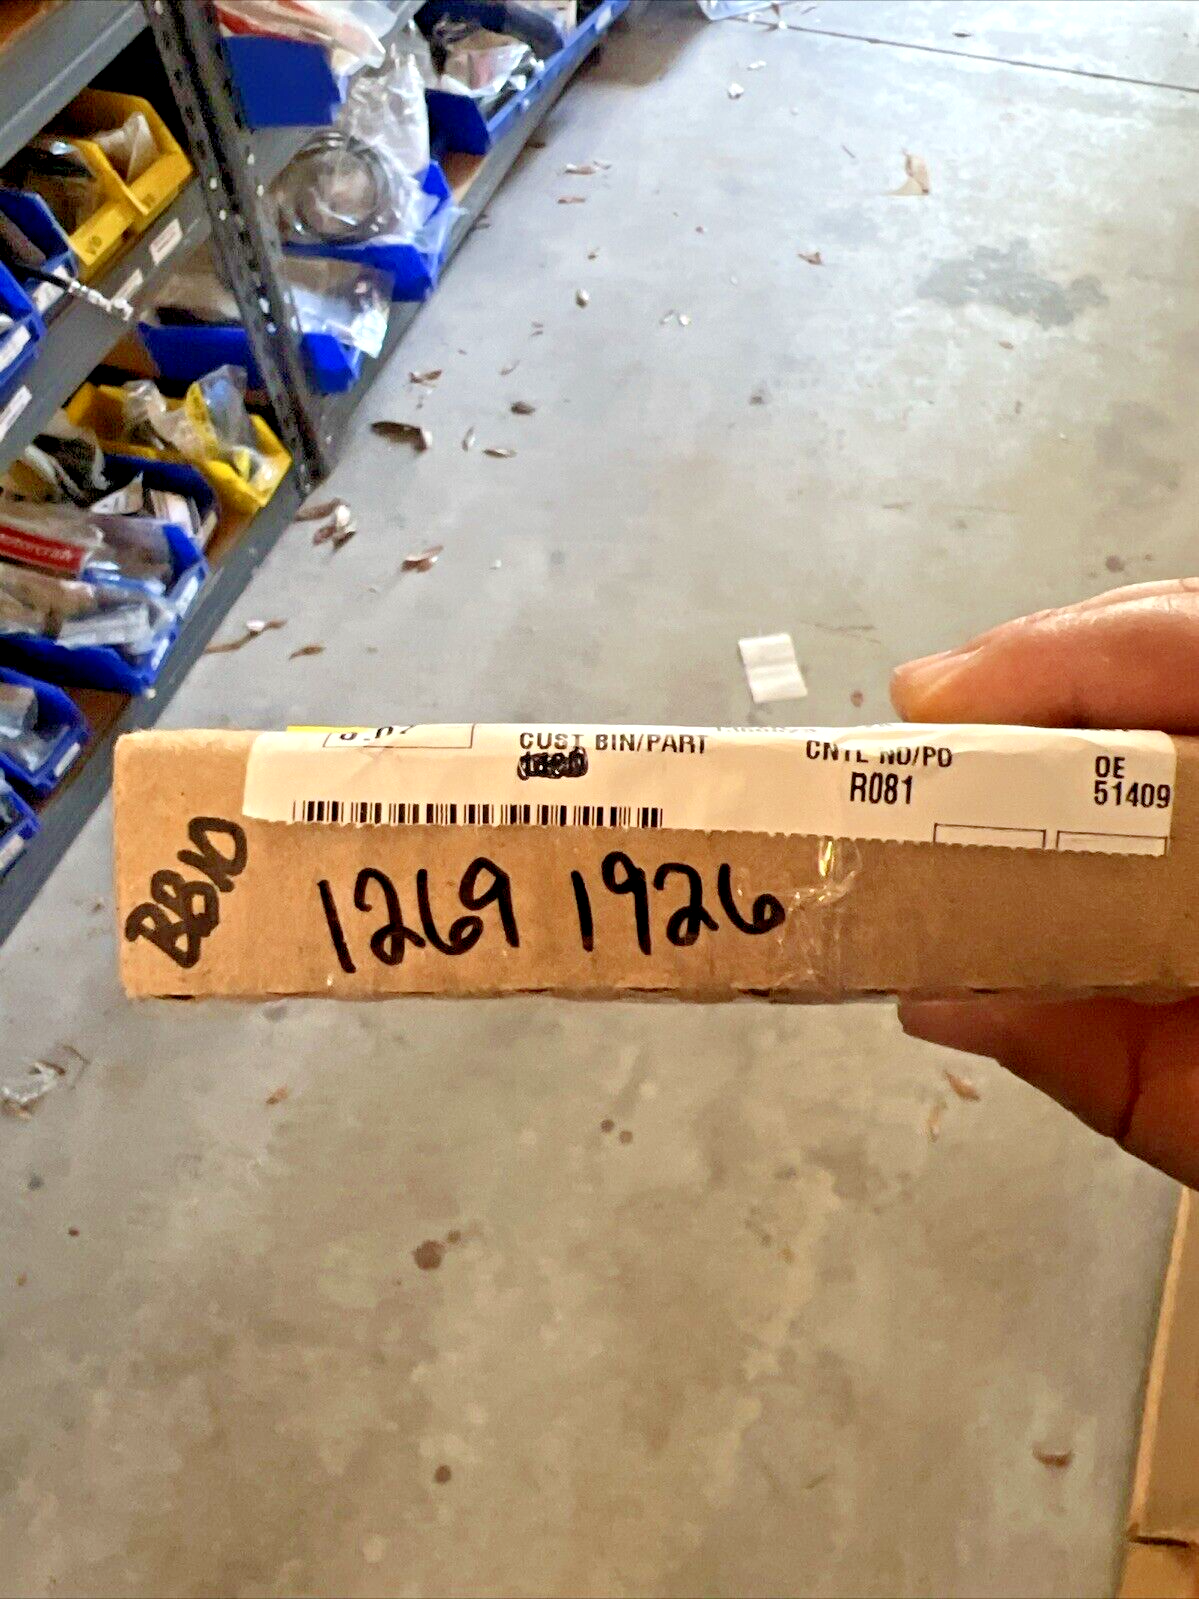 CUST BIN/PART
CNTL NO/PO
R081
OE
51409
BB10
1269 1926